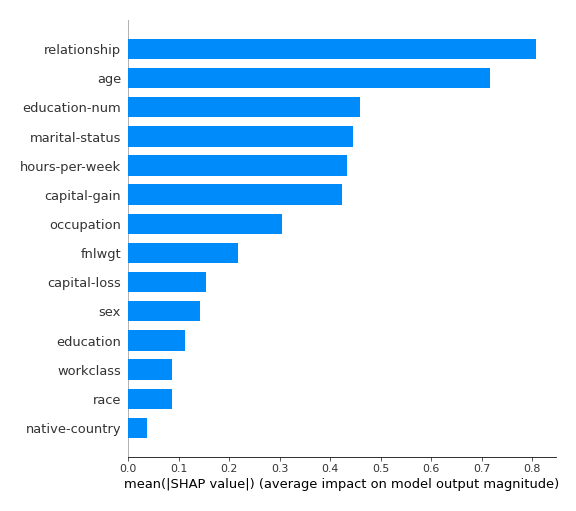 relationship
age
education-num
marital-status
hours-per-week
capital-gain
occupation
fnlwgt
capital-loss
sex
education
workclass
race
native-country
0.0 0.1 0.2 0.3 0.4 0.5 0.6 0.7 0.8
mean(|SHAP value|) (average impact on model output magnitude)